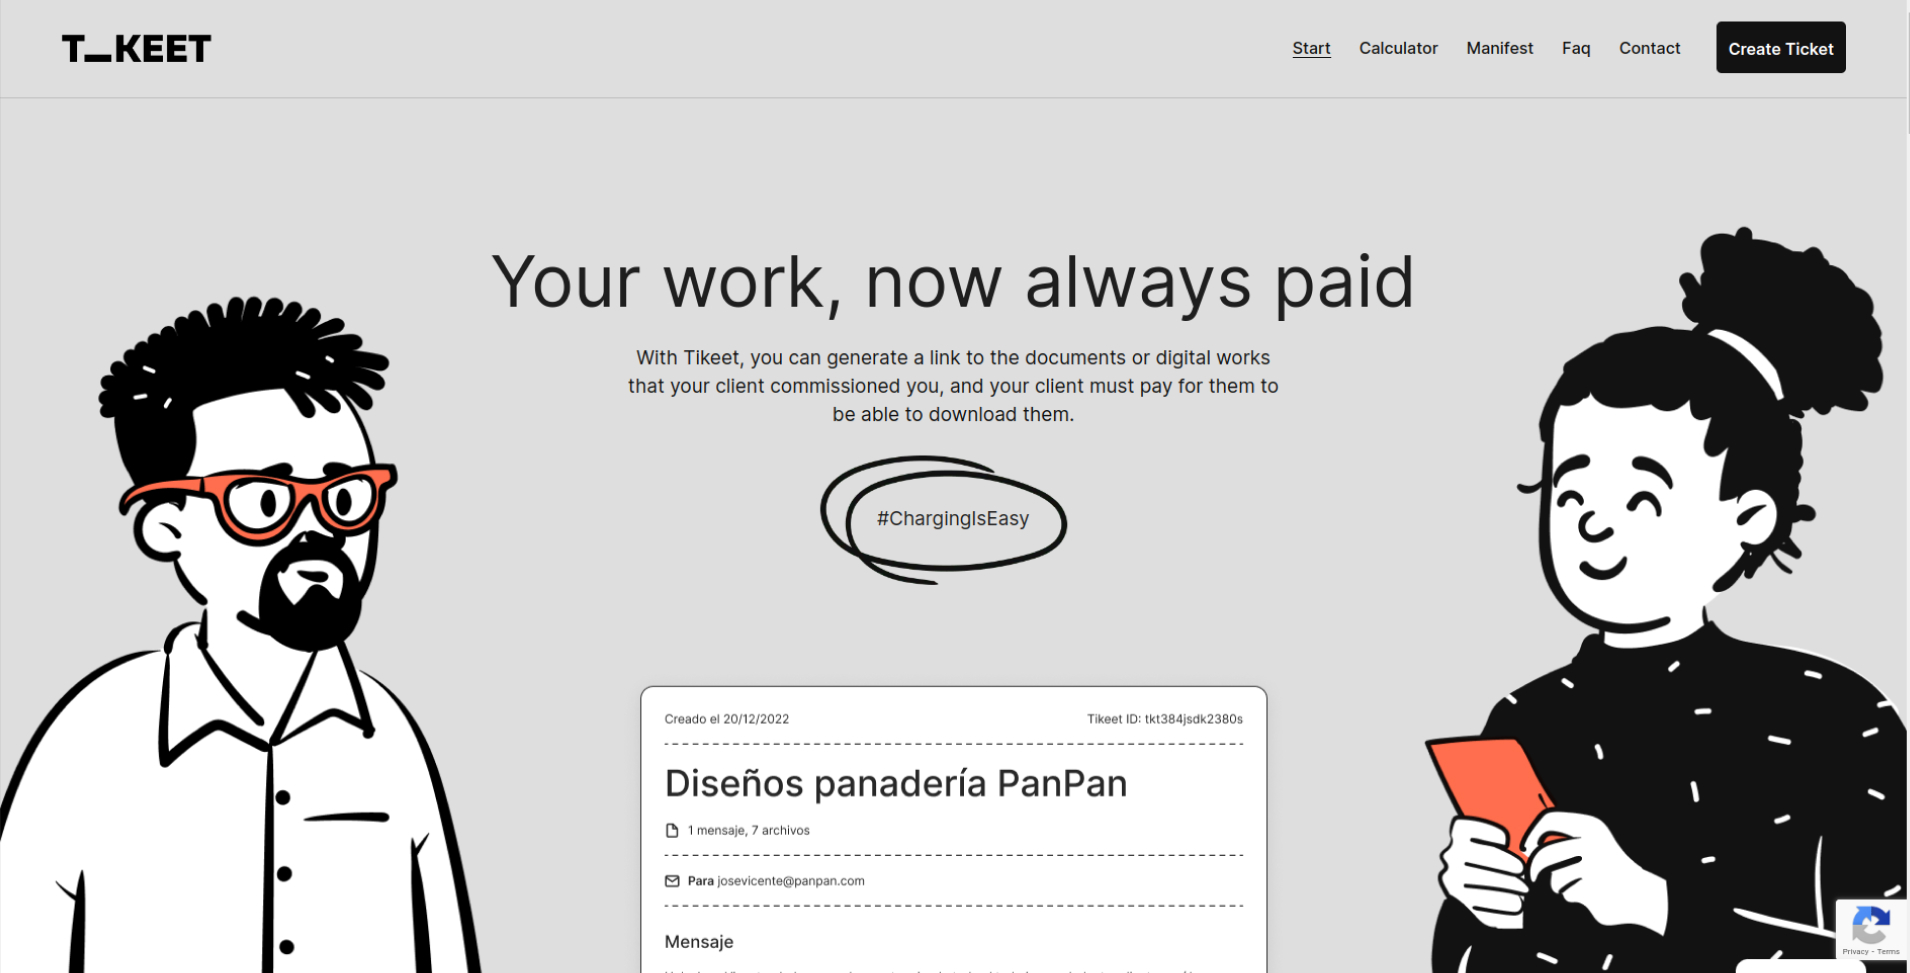 T_KEET
Start Calculator Manifest Faq Contact Create Ticket
Your work, now always paid
With Tikeet, you can generate a link to the documents or digital works
that your client commissioned you, and your client must pay for them to
be able to download them.
#ChargingIsEasy
Creado el 20/12/2022 Tikeet ID: tkt384jsdk2380s
Diseños panadería PanPan
1 mensaje, 7 archivos
Para josevicente@panpan.com
Mensaje
Privacy - Terms